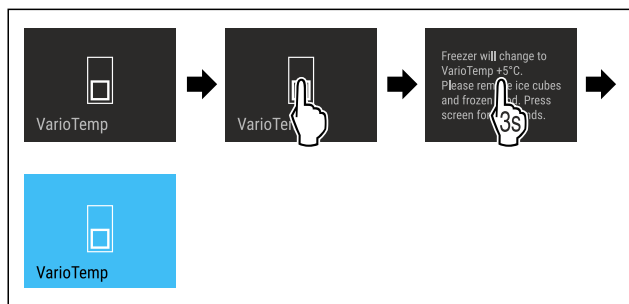 VarioTemp
VarioTe
Freezer will change to
VarioTemp +5°C.
Please rem e ice cubes
and frozen d. Press
screen for nds.
3s
VarioTemp